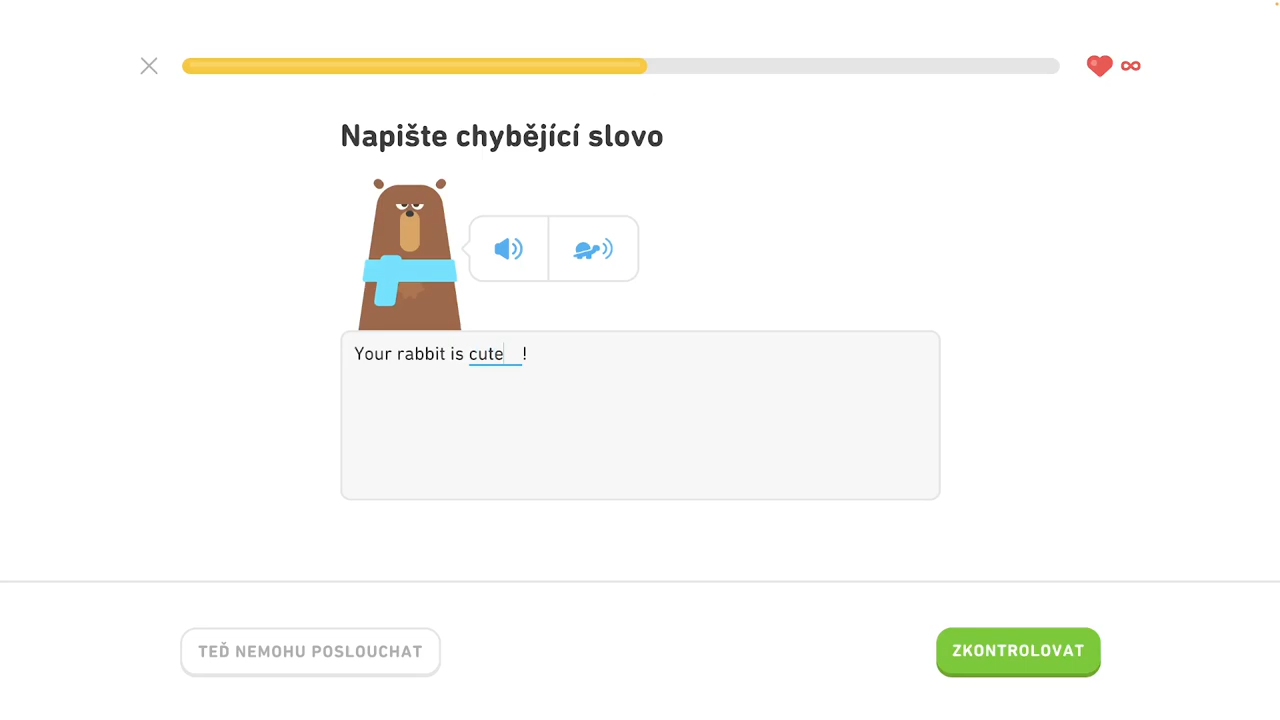 ∞
Napište chybějící slovo
Your rabbit is cute !
TEĎ NEMOHU POSLOUCHAT
ZKONTROLOVAT